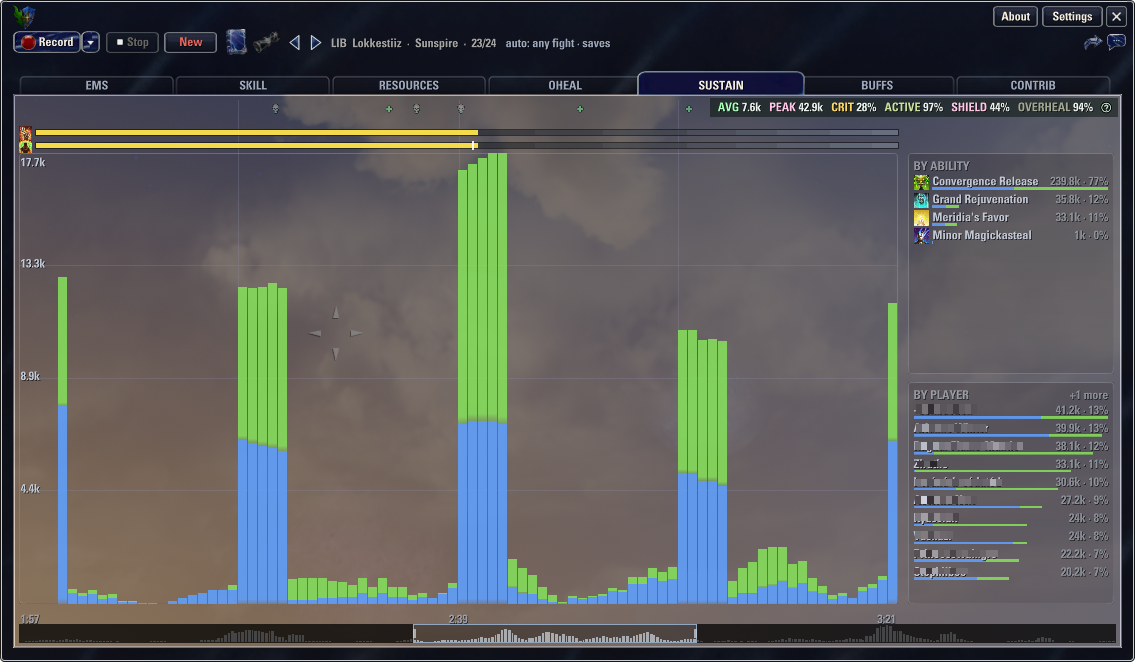 About Settings
Record Stop New LIB Lokkestiiz · Sunspire · 23/24 auto: any fight · saves
EMS SKILL RESOURCES OHEAL SUSTAIN BUFFS CONTRIB
AVG 7.6k PEAK 42.9k CRIT 28% ACTIVE 97% SHIELD 44% OVERHEAL 94% ?
17.7k
13.3k
8.9k
4.4k
1:57 2:39 3:21
BY ABILITY
Convergence Release 239.8k · 77%
Grand Rejuvenation 35.8k · 12%
Meridia's Favor 33.1k · 11%
Minor Magickasteal 1k · 0%
BY PLAYER +1 more
41.2k · 13%
39.9k · 13%
38.1k · 12%
33.1k · 11%
30.6k · 10%
27.2k · 9%
24k · 8%
24k · 8%
22.2k · 7%
20.2k · 7%